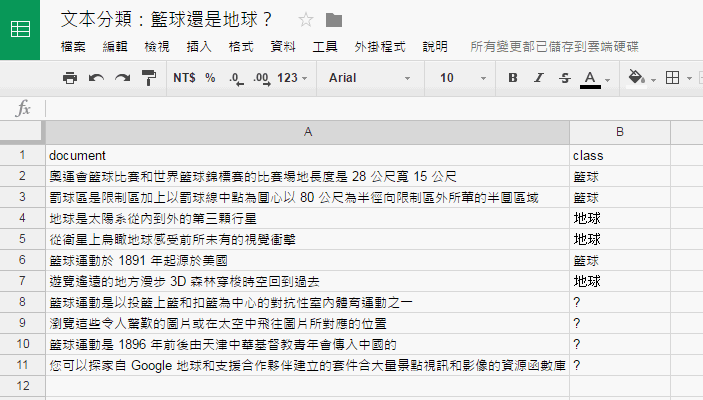 文本分類：籃球還是地球？
檔案 編輯 檢視 插入 格式 資料 工具 外掛程式 說明 所有變更都已儲存到雲端硬碟
NT$ % .0 .00 123 Arial 10 B I S A
fx
A B
1 document class
2 奧運會籃球比賽和世界籃球錦標賽的比賽場地長度是 28 公尺寬 15 公尺 籃球
3 罰球區是限制區加上以罰球線中點為圓心以 80 公尺為半徑向限制區外所華的半圓區域 籃球
4 地球是太陽系從內到外的第三顆行星 地球
5 從衛星上鳥瞰地球感受前所未有的視覺衝擊 地球
6 籃球運動於 1891 年起源於美國 籃球
7 遊覽遙遠的地方漫步 3D 森林穿梭時空回到過去 地球
8 籃球運動是以投籃上籃和扣籃為中心的對抗性室內體育運動之一 ?
9 瀏覽這些令人驚歎的圖片或在太空中飛往圖片所對應的位置 ?
10 籃球運動是 1896 年前後由天津中華基督教青年會傳入中國的 ?
11 您可以探家自 Google 地球和支援合作夥伴建立的套件合大量景點視訊和影像的資源函數庫 ?
12